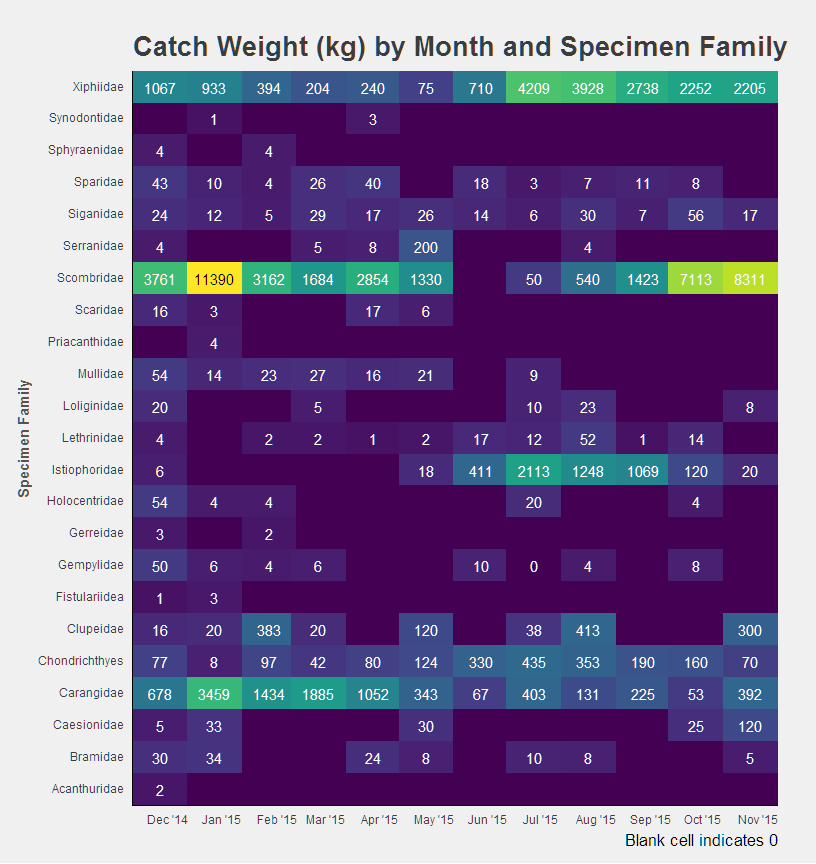 Catch Weight (kg) by Month and Specimen Family
Specimen Family
Xiphiidae 1067 933 394 204 240 75 710 4209 3928 2738 2252 2205
Synodontidae 1 3
Sphyraenidae 4 4
Sparidae 43 10 4 26 40 18 3 7 11 8
Siganidae 24 12 5 29 17 26 14 6 30 7 56 17
Serranidae 4 5 8 200 4
Scombridae 3761 11390 3162 1684 2854 1330 50 540 1423 7113 8311
Scaridae 16 3 17 6
Priacanthidae 4
Mullidae 54 14 23 27 16 21 9
Loliginidae 20 5 10 23 8
Lethrinidae 4 2 2 1 2 17 12 52 1 14
Istiophoridae 6 18 411 2113 1248 1069 120 20
Holocentridae 54 4 4 20 4
Gerreidae 3 2
Gempylidae 50 6 4 6 10 0 4 8
Fistulariidea 1 3
Clupeidae 16 20 383 20 120 38 413 300
Chondrichthyes 77 8 97 42 80 124 330 435 353 190 160 70
Carangidae 678 3459 1434 1885 1052 343 67 403 131 225 53 392
Caesionidae 5 33 30 25 120
Bramidae 30 34 24 8 10 8 5
Acanthuridae 2
Dec '14 Jan '15 Feb '15 Mar '15 Apr '15 May '15 Jun '15 Jul '15 Aug '15 Sep '15 Oct '15 Nov '15
Blank cell indicates 0